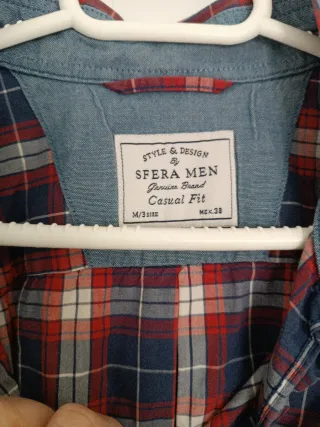 STYLE & DESIGN
By
SFERA MEN
Genuine Brand
Casual Fit
M/3 SIZE MEX.38